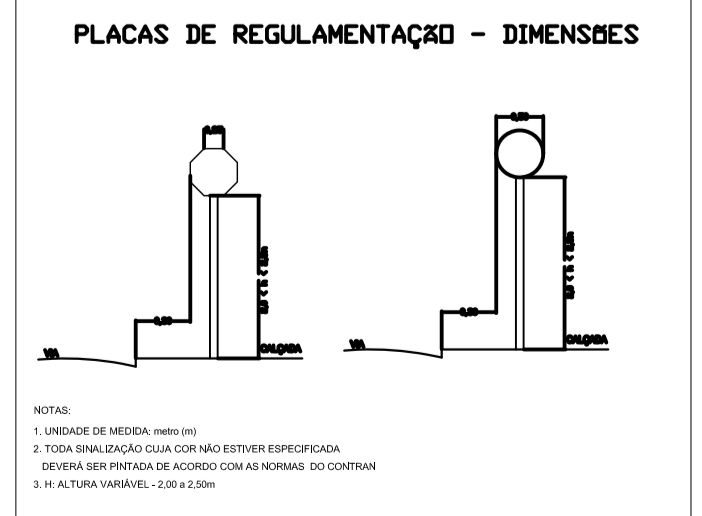 PLACAS DE REGULAMENTAÇÃO - DIMENSÕES
0,50
VIA
CALÇADA
VIA
CALÇADA
NOTAS:
1. UNIDADE DE MEDIDA: metro (m)
2. TODA SINALIZAÇÃO CUJA COR NÃO ESTIVER ESPECIFICADA
DEVERÁ SER PINTADA DE ACORDO COM AS NORMAS DO CONTRAN
3. H: ALTURA VARIÁVEL - 2,00 a 2,50m